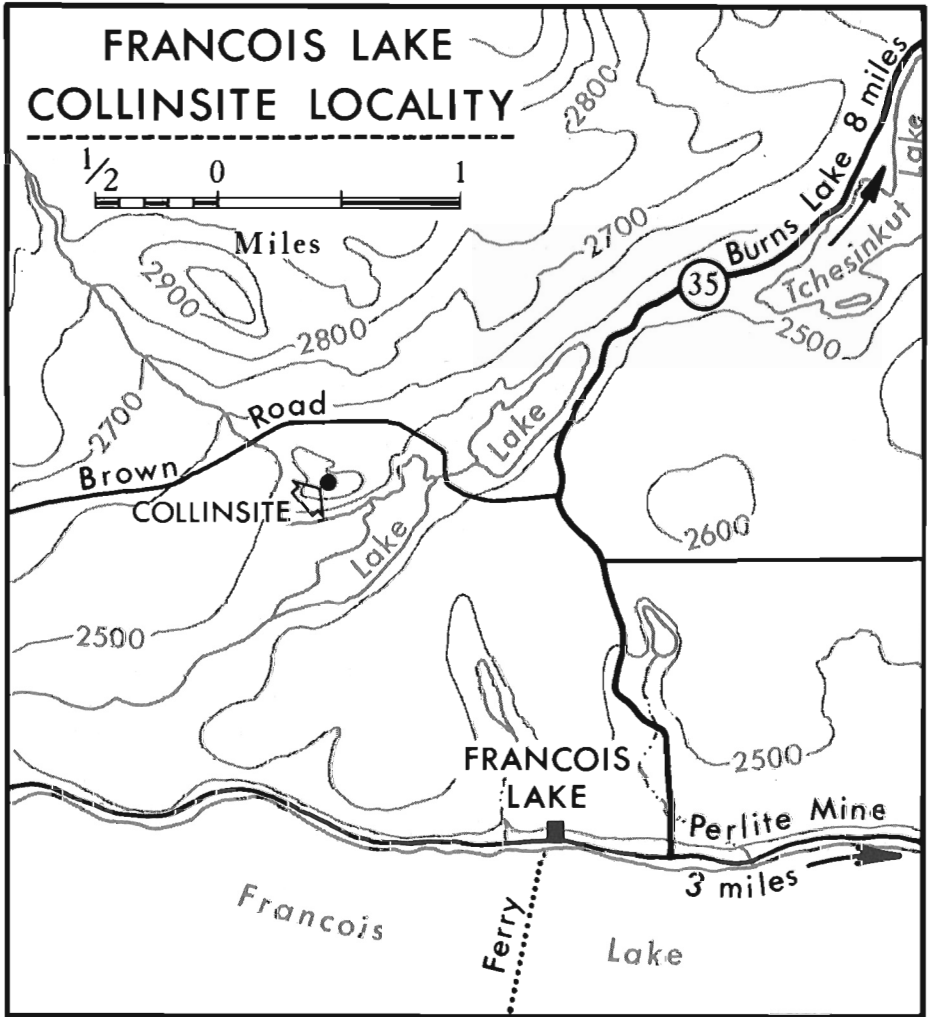 FRANCOIS LAKE
COLLINSITE LOCALITY
1/2 0 1
Miles
2800
2700
2900
2800
35
Burns Lake 8 miles
Tchesinkut Lake
2500
2700
Brown Road
Lake
COLLINSITE
Lake
2600
2500
2500
FRANCOIS
LAKE
Perlite Mine
3 miles
Francois Lake
Ferry